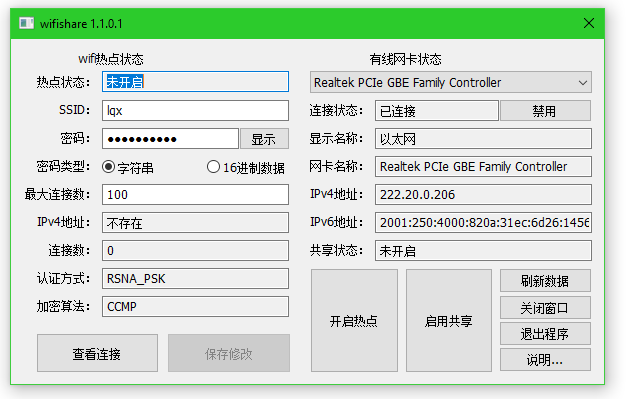 wifishare 1.1.0.1
wifi热点状态
热点状态： 未开启
SSID: lqx
密码： ●●●●●●●●●● 显示
密码类型： 字符串 16进制数据
最大连接数： 100
IPv4地址： 不存在
连接数： 0
认证方式： RSNA_PSK
加密算法： CCMP
查看连接 保存修改
有线网卡状态
Realtek PCIe GBE Family Controller
连接状态： 已连接 禁用
显示名称： 以太网
网卡名称： Realtek PCIe GBE Family Controller
IPv4地址： 222.20.0.206
IPv6地址： 2001:250:4000:820a:31ec:6d26:1456
共享状态： 未开启
开启热点
启用共享
刷新数据
关闭窗口
退出程序
说明...